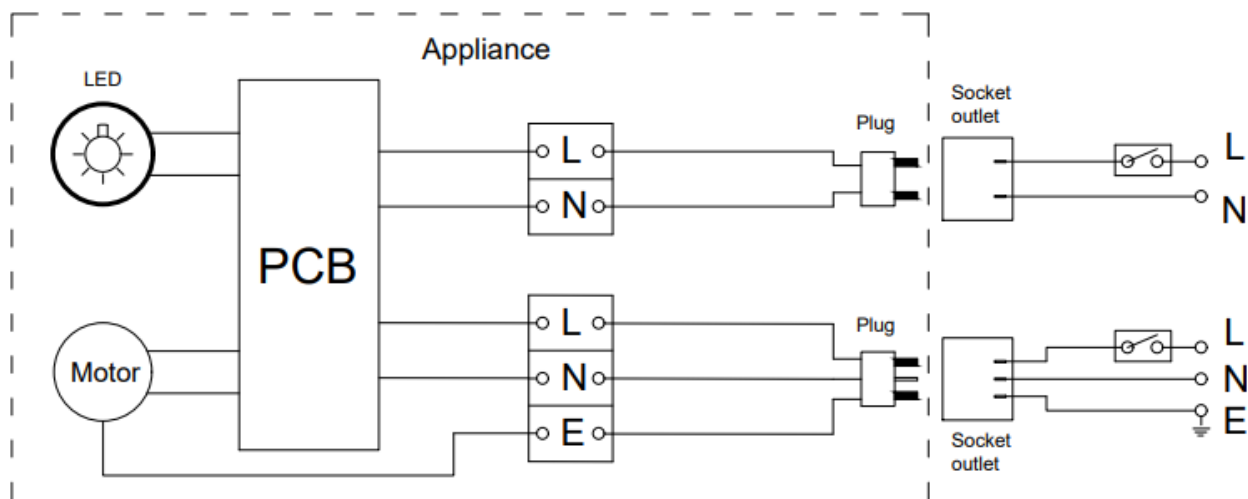 Appliance
LED
Socket
outlet
Plug
L
L
N
N
PCB
L
Plug
L
Motor
N
N
E
E
Socket
outlet